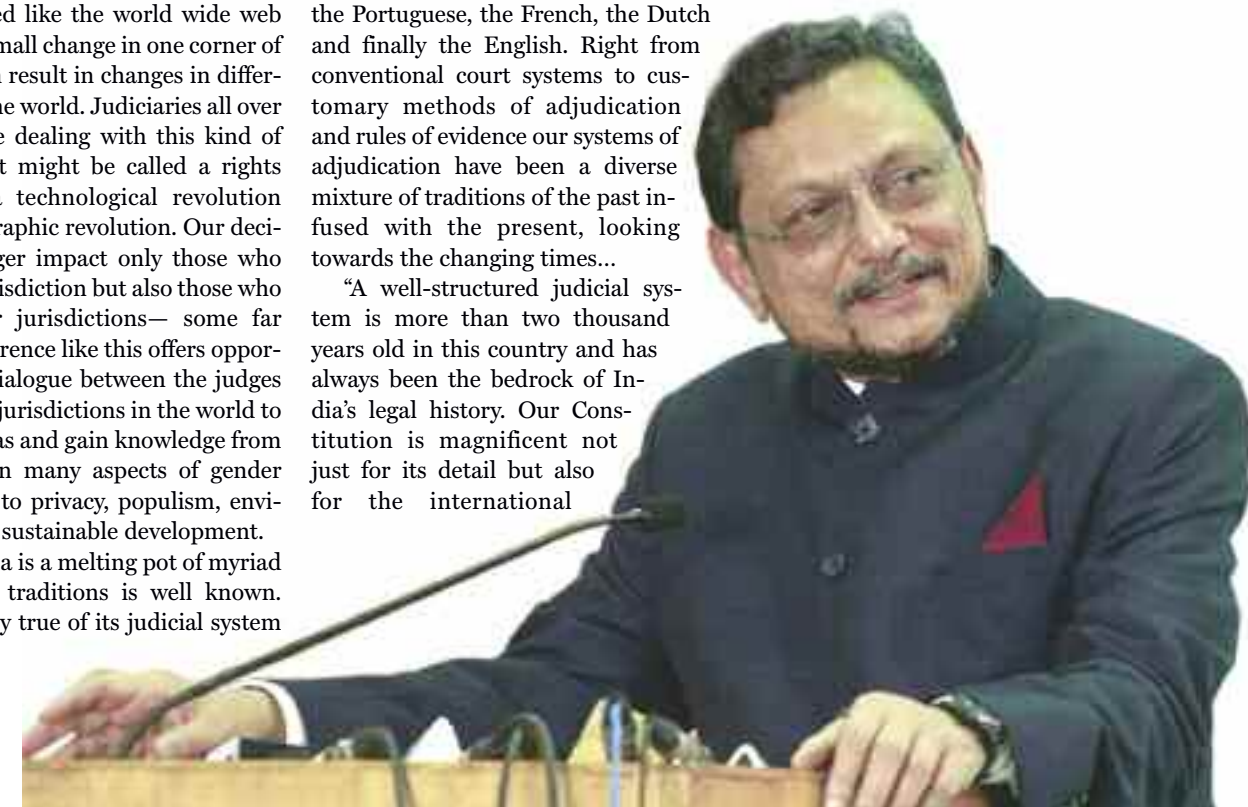 ed like the world wide web
mall change in one corner of
n result in changes in differ-
he world. Judiciaries all over
e dealing with this kind of
t might be called a rights
a technological revolution
raphic revolution. Our deci-
ger impact only those who
isdiction but also those who
r jurisdictions— some far
rence like this offers oppor-
ialogue between the judges
jurisdictions in the world to
as and gain knowledge from
n many aspects of gender
to privacy, populism, envi-
sustainable development.
a is a melting pot of myriad
traditions is well known.
y true of its judicial system
the Portuguese, the French, the Dutch
and finally the English. Right from
conventional court systems to cus-
tomary methods of adjudication
and rules of evidence our systems of
adjudication have been a diverse
mixture of traditions of the past in-
fused with the present, looking
towards the changing times...
“A well-structured judicial sys-
tem is more than two thousand
years old in this country and has
always been the bedrock of In-
dia’s legal history. Our Cons-
titution is magnificent not
just for its detail but also
for the international